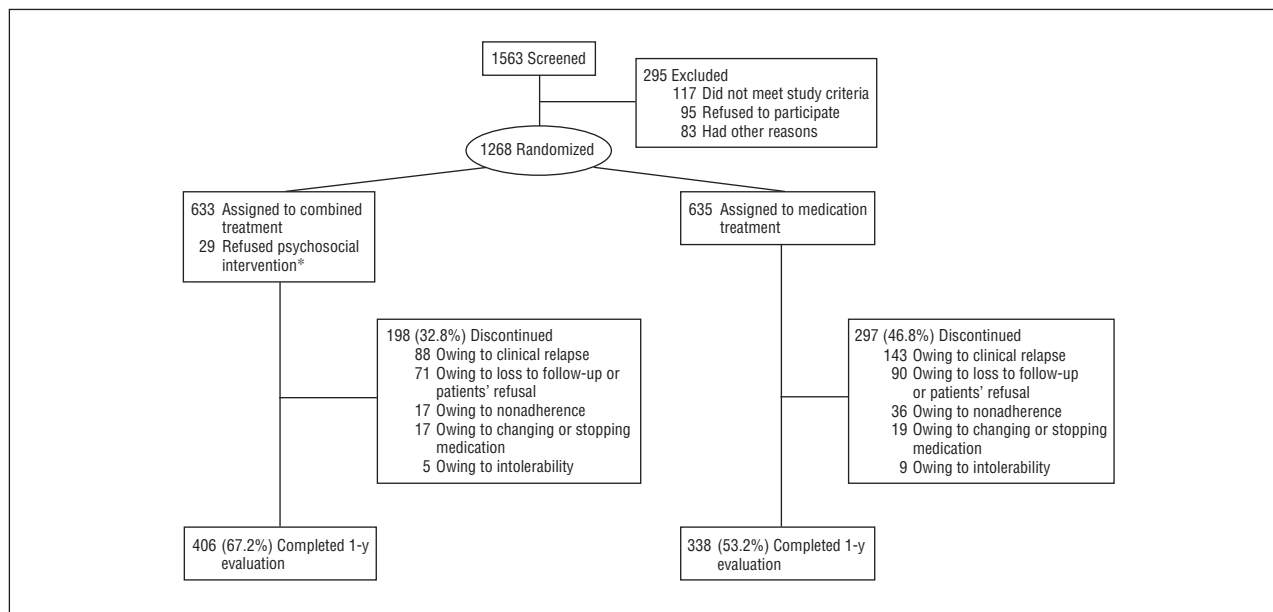 1563 Screened
295 Excluded
117 Did not meet study criteria
95 Refused to participate
83 Had other reasons
1268 Randomized
633 Assigned to combined
treatment
29 Refused psychosocial
intervention*
635 Assigned to medication
treatment
198 (32.8%) Discontinued
88 Owing to clinical relapse
71 Owing to loss to follow-up or
patients' refusal
17 Owing to nonadherence
17 Owing to changing or stopping
medication
5 Owing to intolerability
297 (46.8%) Discontinued
143 Owing to clinical relapse
90 Owing to loss to follow-up
or patients' refusal
36 Owing to nonadherence
19 Owing to changing or stopping
medication
9 Owing to intolerability
406 (67.2%) Completed 1-y
evaluation
338 (53.2%) Completed 1-y
evaluation